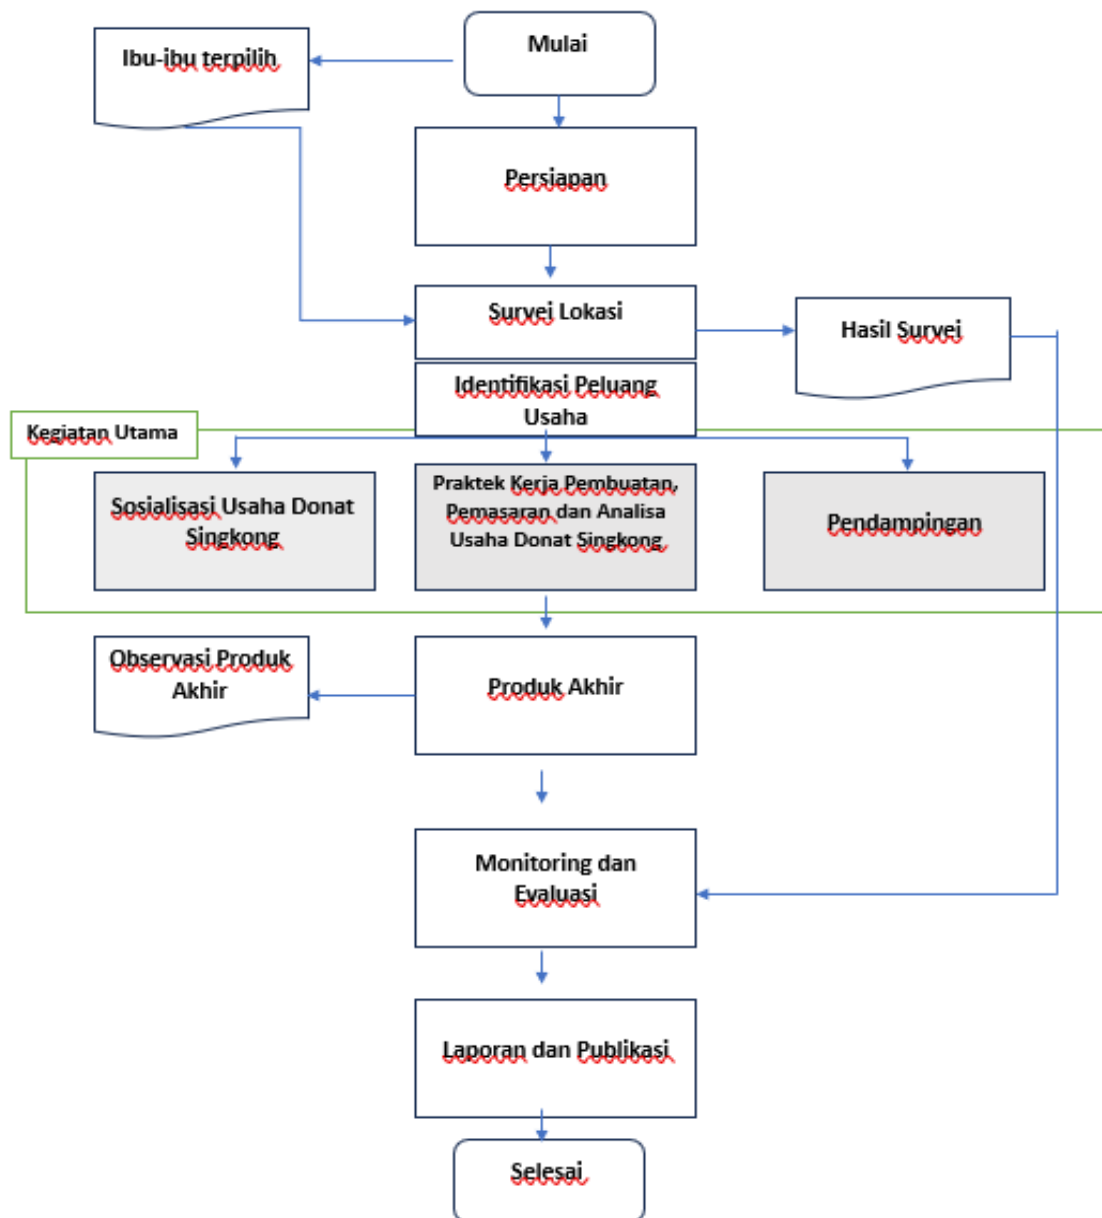 Mulai
Ibu-ibu terpilih
Persiapan
Survei Lokasi
Hasil Survei
Identifikasi Peluang
Usaha
Kegiatan Utama
Sosialisasi Usaha Donat
Singkong
Praktek Kerja Pembuatan,
Pemasaran dan Analisa
Usaha Donat Singkong
Pendampingan
Observasi Produk
Akhir
Produk Akhir
Monitoring dan
Evaluasi
Laporan dan Publikasi
Selesai